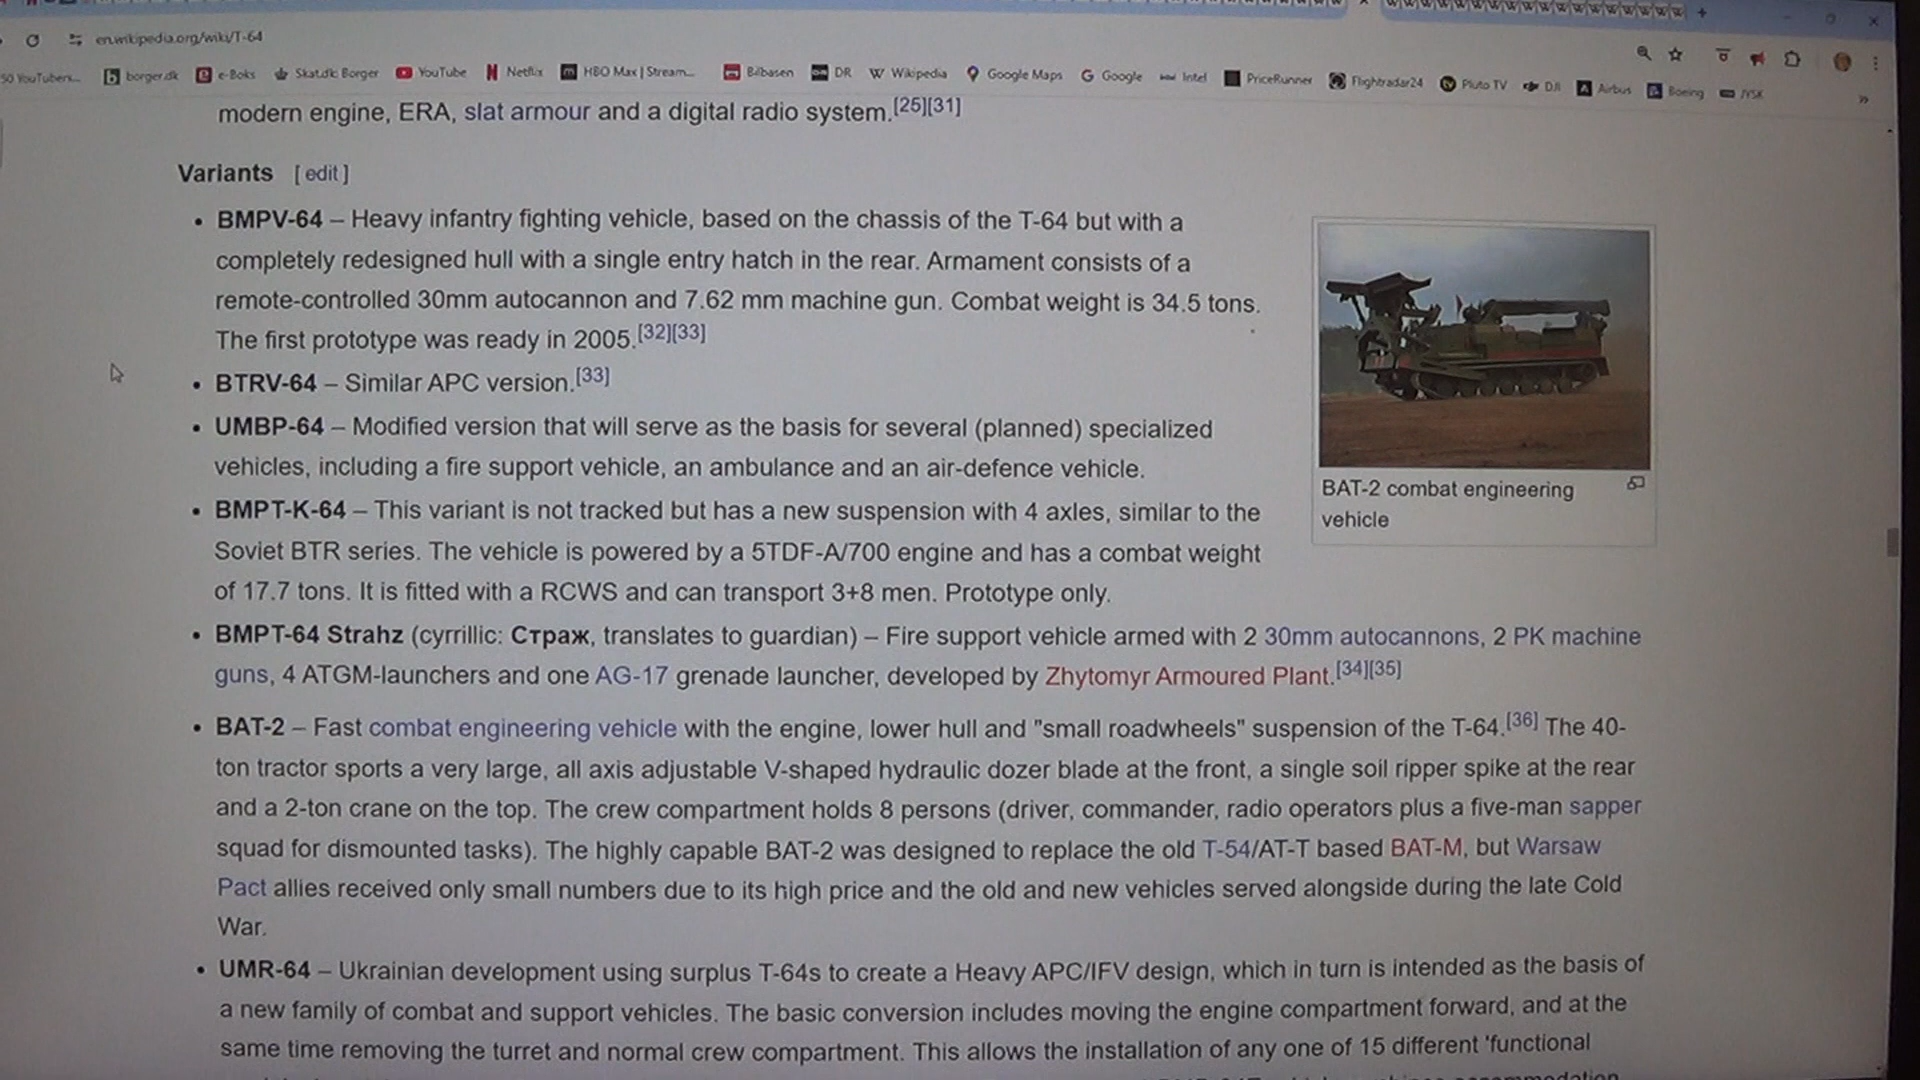 en.wikipedia.org/wiki/T-64
50 YouTubern... borger.dk e-Boks Skat.dk: Borger YouTube Netflix HBO Max | Stream... Bilbasen DR Wikipedia Google Maps Google Intel PriceRunner Flightradar24 Pluto TV DJI Airbus Boeing JYSK »
modern engine, ERA, slat armour and a digital radio system.[25][31]
Variants [ edit ]
• BMPV-64 – Heavy infantry fighting vehicle, based on the chassis of the T-64 but with a
completely redesigned hull with a single entry hatch in the rear. Armament consists of a
remote-controlled 30mm autocannon and 7.62 mm machine gun. Combat weight is 34.5 tons.
The first prototype was ready in 2005.[32][33]
• BTRV-64 – Similar APC version.[33]
• UMBP-64 – Modified version that will serve as the basis for several (planned) specialized
vehicles, including a fire support vehicle, an ambulance and an air-defence vehicle.
• BMPT-K-64 – This variant is not tracked but has a new suspension with 4 axles, similar to the
Soviet BTR series. The vehicle is powered by a 5TDF-A/700 engine and has a combat weight
of 17.7 tons. It is fitted with a RCWS and can transport 3+8 men. Prototype only.
BAT-2 combat engineering
vehicle
• BMPT-64 Strahz (cyrrillic: Страж, translates to guardian) – Fire support vehicle armed with 2 30mm autocannons, 2 PK machine
guns, 4 ATGM-launchers and one AG-17 grenade launcher, developed by Zhytomyr Armoured Plant.[34][35]
• BAT-2 – Fast combat engineering vehicle with the engine, lower hull and "small roadwheels" suspension of the T-64.[36] The 40-
ton tractor sports a very large, all axis adjustable V-shaped hydraulic dozer blade at the front, a single soil ripper spike at the rear
and a 2-ton crane on the top. The crew compartment holds 8 persons (driver, commander, radio operators plus a five-man sapper
squad for dismounted tasks). The highly capable BAT-2 was designed to replace the old T-54/AT-T based BAT-M, but Warsaw
Pact allies received only small numbers due to its high price and the old and new vehicles served alongside during the late Cold
War.
• UMR-64 – Ukrainian development using surplus T-64s to create a Heavy APC/IFV design, which in turn is intended as the basis of
a new family of combat and support vehicles. The basic conversion includes moving the engine compartment forward, and at the
same time removing the turret and normal crew compartment. This allows the installation of any one of 15 different 'functional